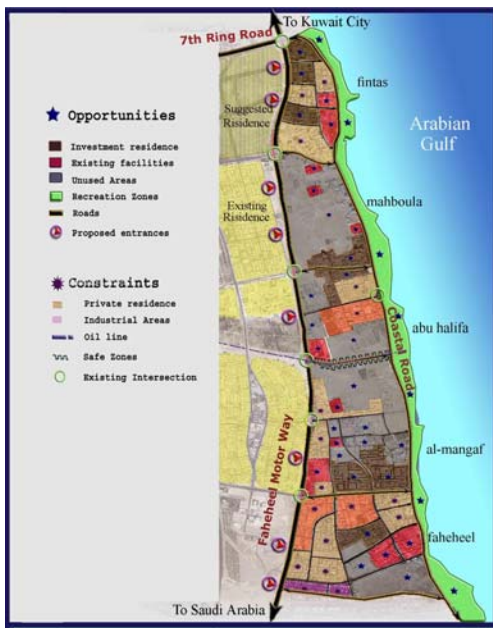 To Kuwait City
7th Ring Road
fintas
Opportunities
Suggested
Risidence
Arabian
Gulf
Investment residence
Existing facilities
Unused Areas
Recreation Zones
Roads
Proposed entrances
mahboula
Existing
Risidence
Constraints
Private residence
Industrial Areas
Oil line
Safe Zones
Existing Intersection
abu halifa
Coastal Road
al-mangaf
Faheheel Motor Way
faheheel
To Saudi Arabia